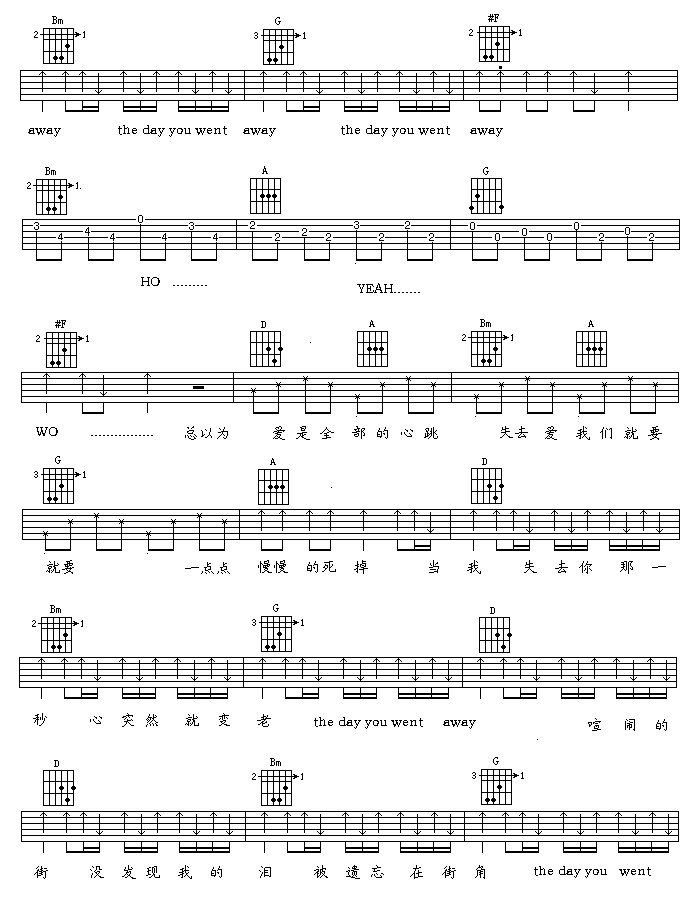 Bm G #F
2 1 3 1 2 1
away the day you went away the day you went away
Bm A G
2 1.
3 4 4 4 0 4 3 4 2 2 2 2 3 2 2 2 0 0 0 0 0 2 0 2
HO ......... YEAH.......
#F D A Bm A
2 1 2 1
WO ................ 总以为 爱是全部的心跳 失去爱我们就要
G A D
3 1
就要 一点点 慢慢的死掉 当我 失去你那一
Bm G D
2 1 3 1
秒 心突然就变老 the day you went away 喧闹的
D Bm G
2 1 3 1
街 没发现我的泪 被遗忘在街角 the day you went